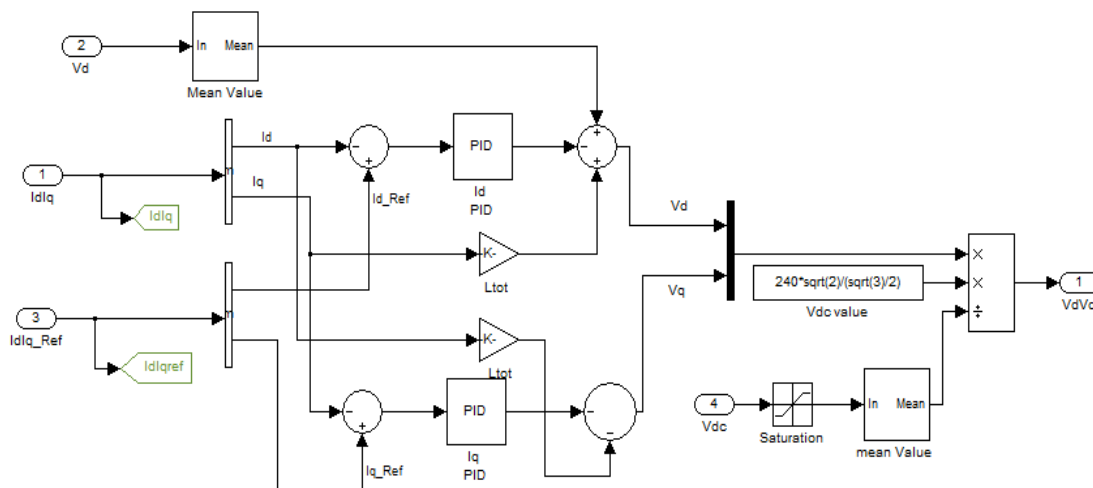 2
Vd
In Mean
Mean Value
1
IdIq
IdIq
Id
Iq
m
Id_Ref
PID
Id
PID
K-
Ltot
Vd
Vq
240*sqrt(2)/(sqrt(3)/2)
Vdc value
1
VdVq
3
IdIq_Ref
IdIqref
m
K-
Ltot
PID
Iq
PID
Iq_Ref
4
Vdc
Saturation
In Mean
mean Value